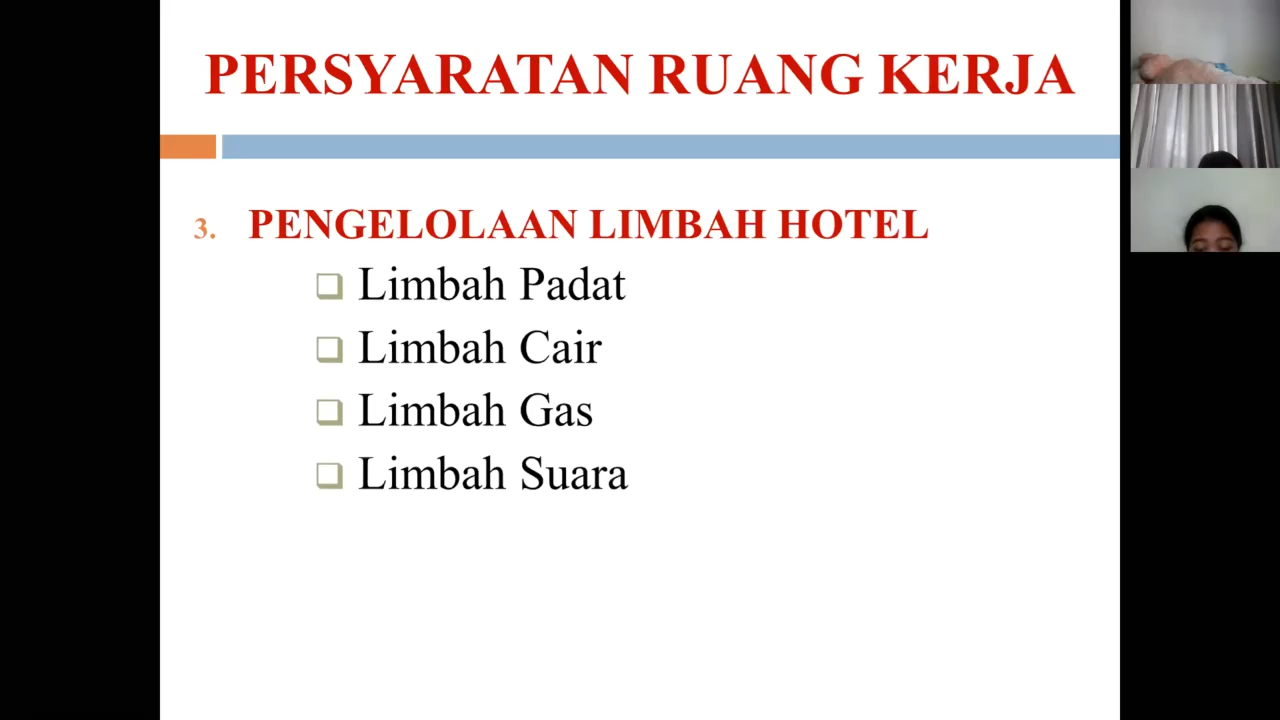 PERSYARATAN RUANG KERJA
3. PENGELOLAAN LIMBAH HOTEL
Limbah Padat
Limbah Cair
Limbah Gas
Limbah Suara